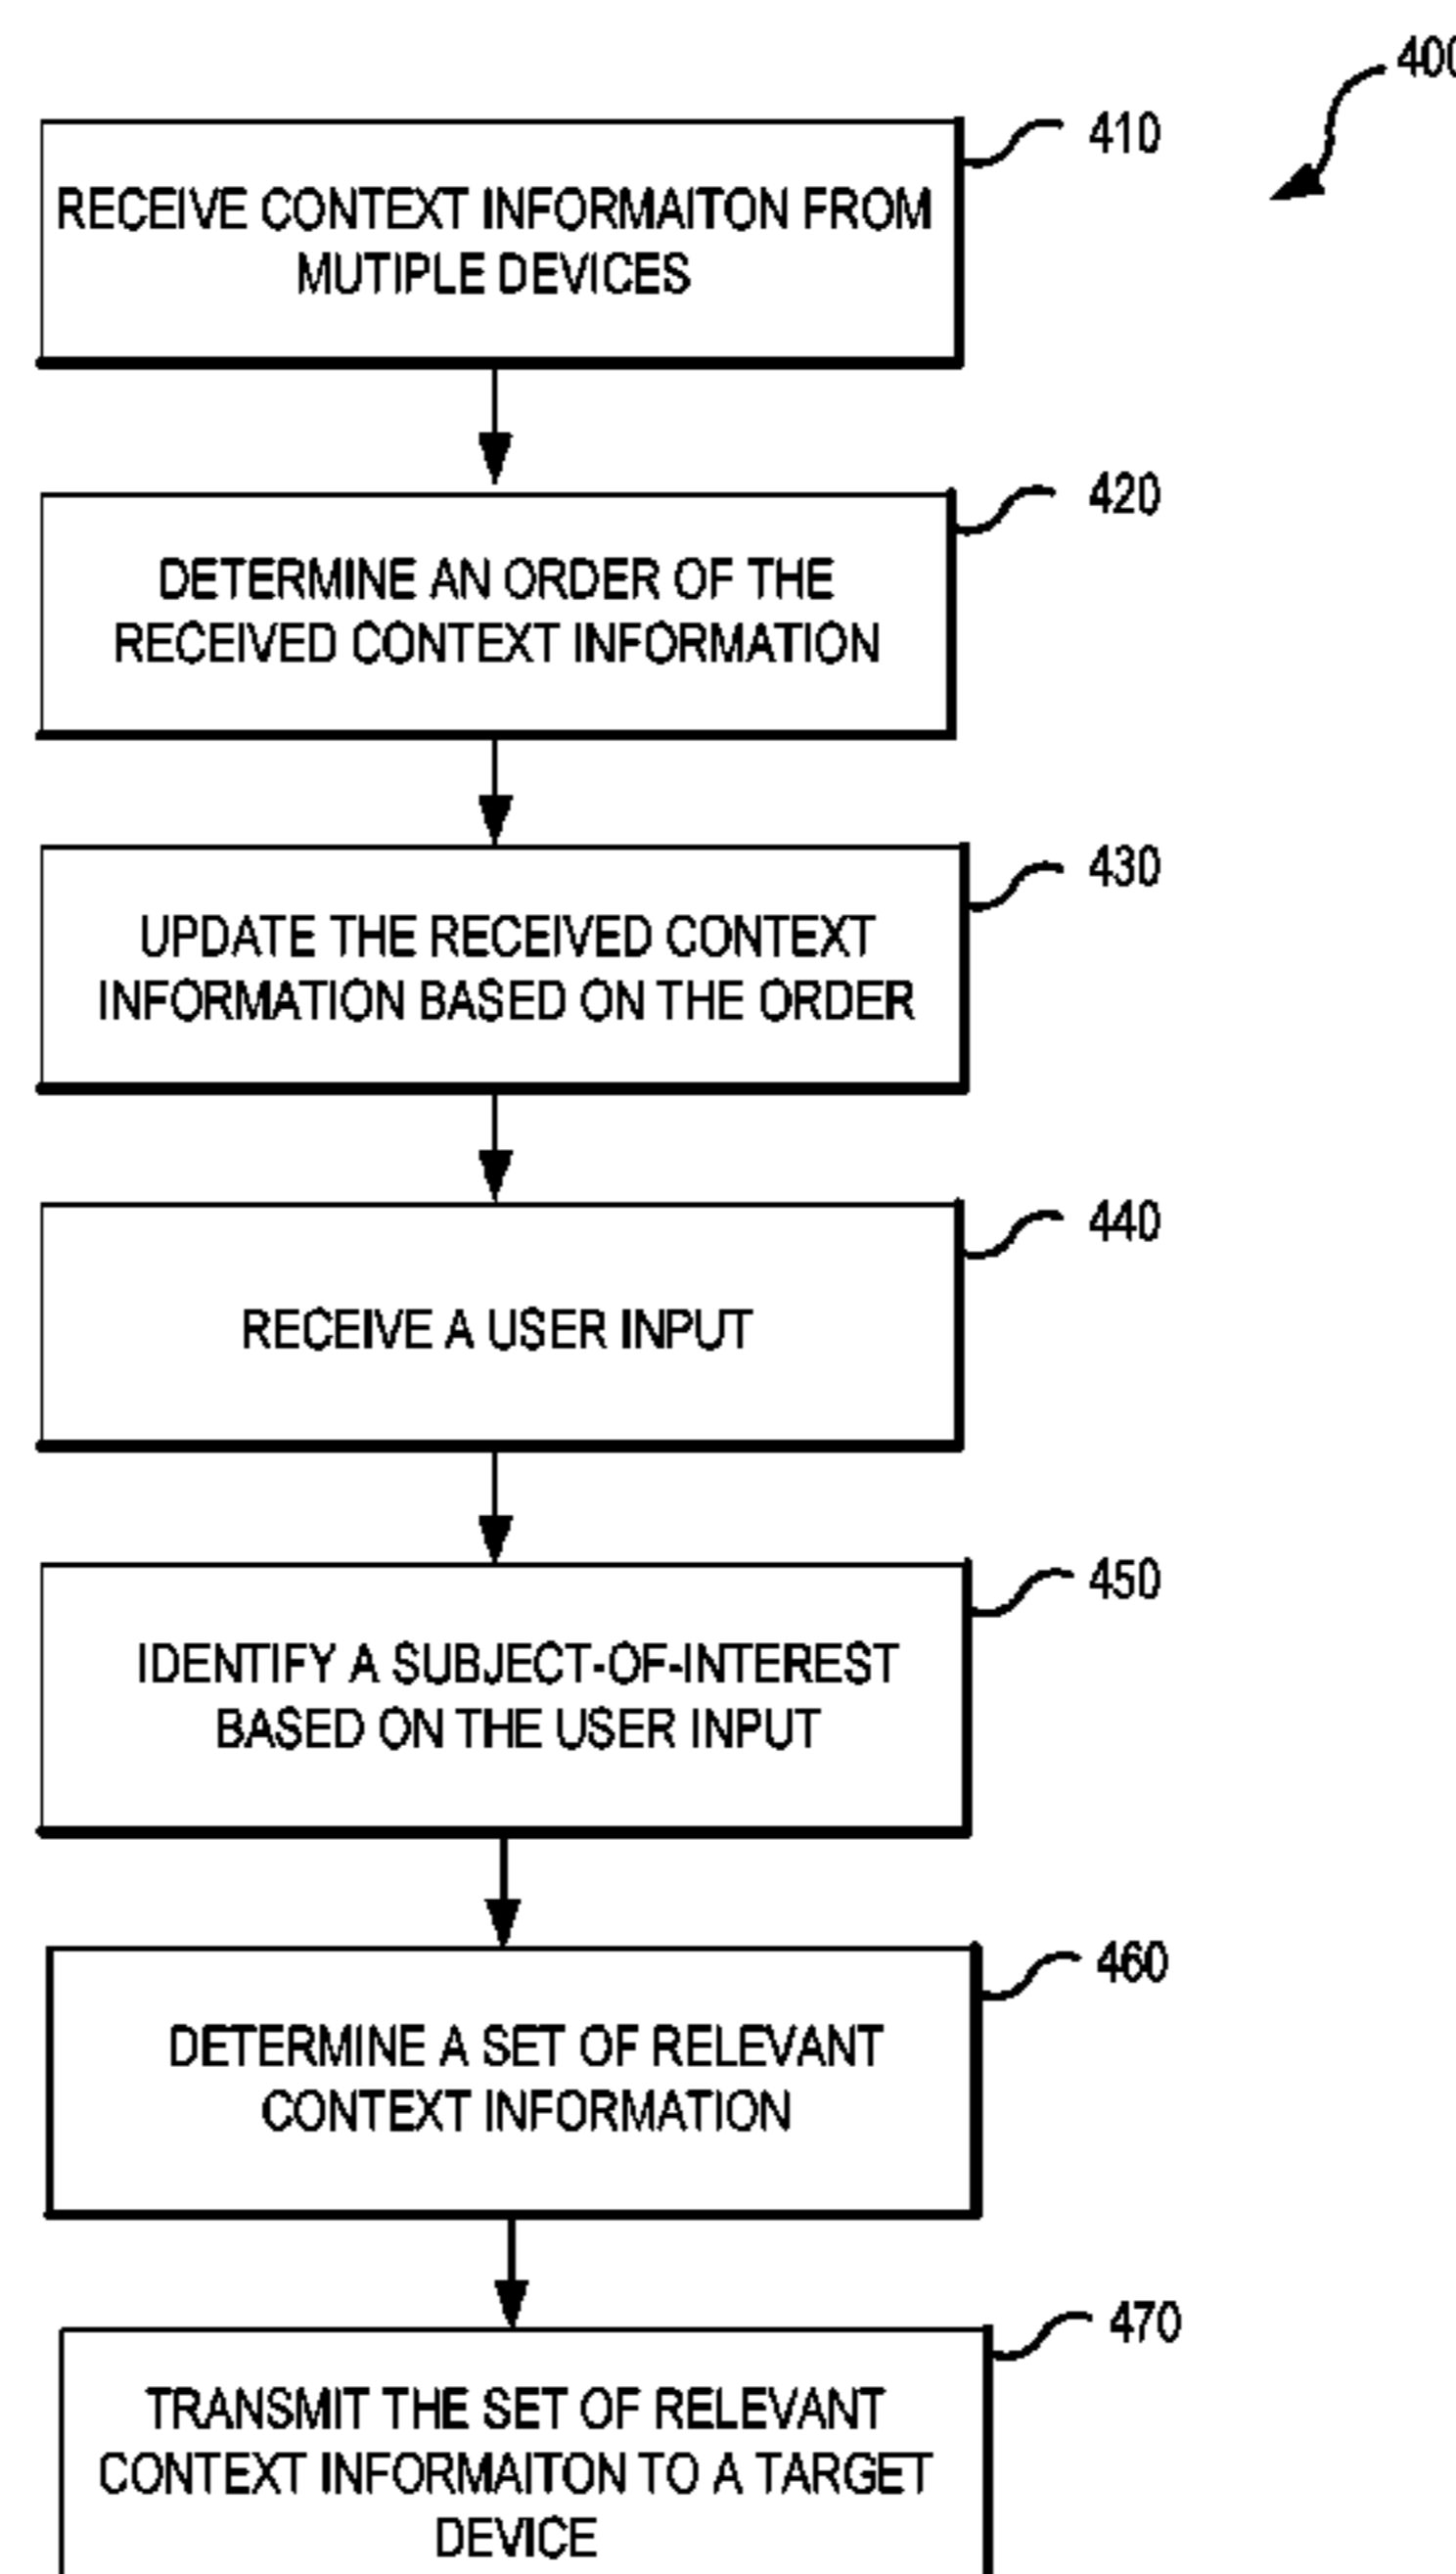 400
410
RECEIVE CONTEXT INFORMAITON FROM
MUTIPLE DEVICES
420
DETERMINE AN ORDER OF THE
RECEIVED CONTEXT INFORMATION
430
UPDATE THE RECEIVED CONTEXT
INFORMATION BASED ON THE ORDER
440
RECEIVE A USER INPUT
450
IDENTIFY A SUBJECT-OF-INTEREST
BASED ON THE USER INPUT
460
DETERMINE A SET OF RELEVANT
CONTEXT INFORMATION
470
TRANSMIT THE SET OF RELEVANT
CONTEXT INFORMAITON TO A TARGET
DEVICE